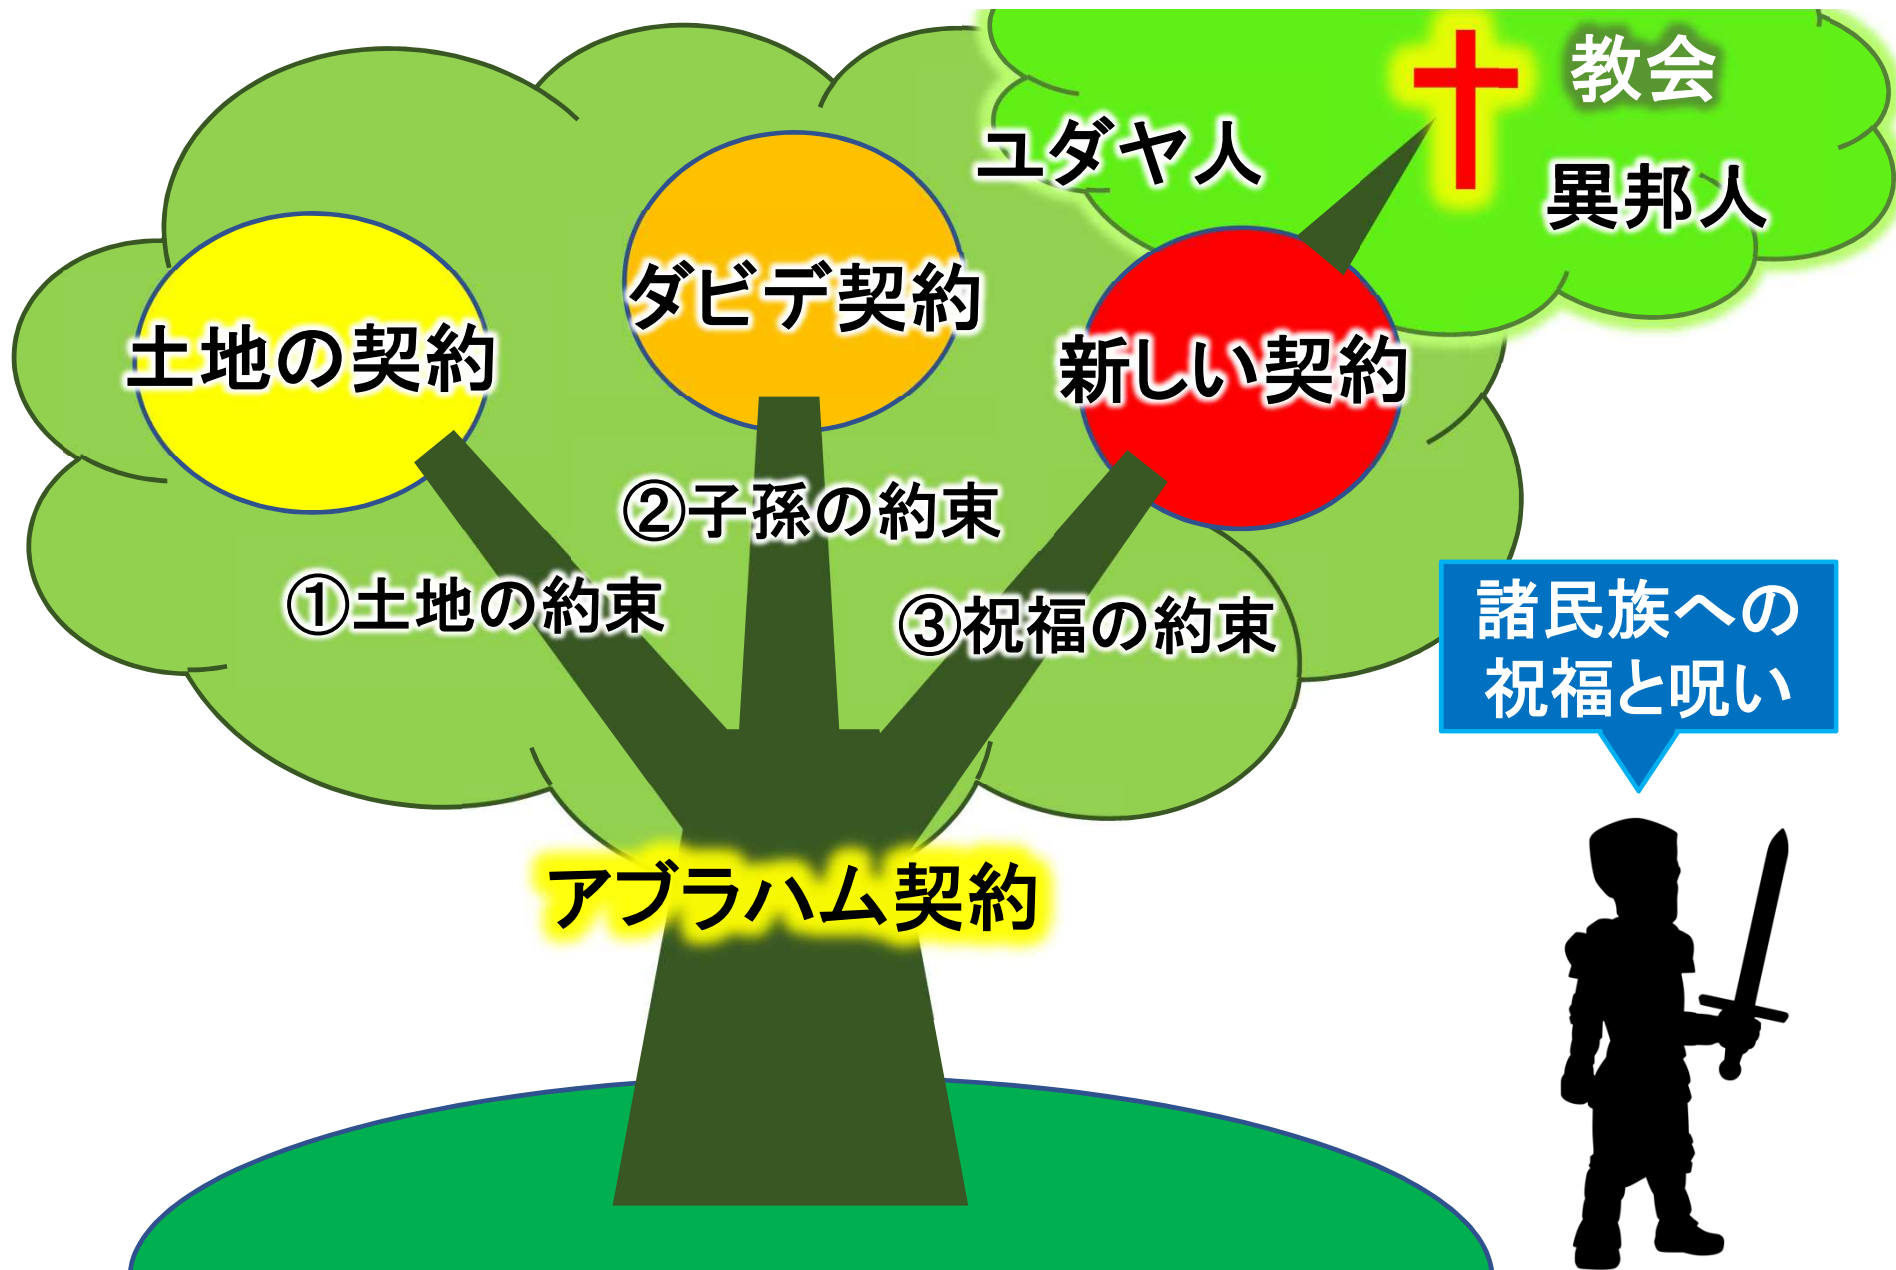 教会
ユダヤ人
異邦人
ダビデ契約
土地の契約
新しい契約
②子孫の約束
①土地の約束
③祝福の約束
諸民族への
祝福と呪い
アブラハム契約